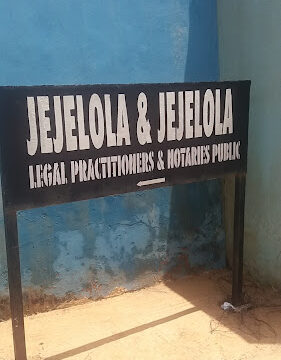 JEJELOLA & JEJELOLA
LEGAL PRACTITIONERS & NOTARIES PUBLIC